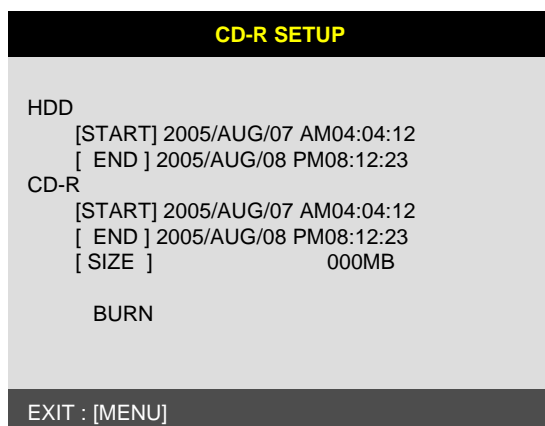 CD-R SETUP
HDD
[START] 2005/AUG/07 AM04:04:12
[ END ] 2005/AUG/08 PM08:12:23
CD-R
[START] 2005/AUG/07 AM04:04:12
[ END ] 2005/AUG/08 PM08:12:23
[ SIZE ] 000MB
BURN
EXIT : [MENU]